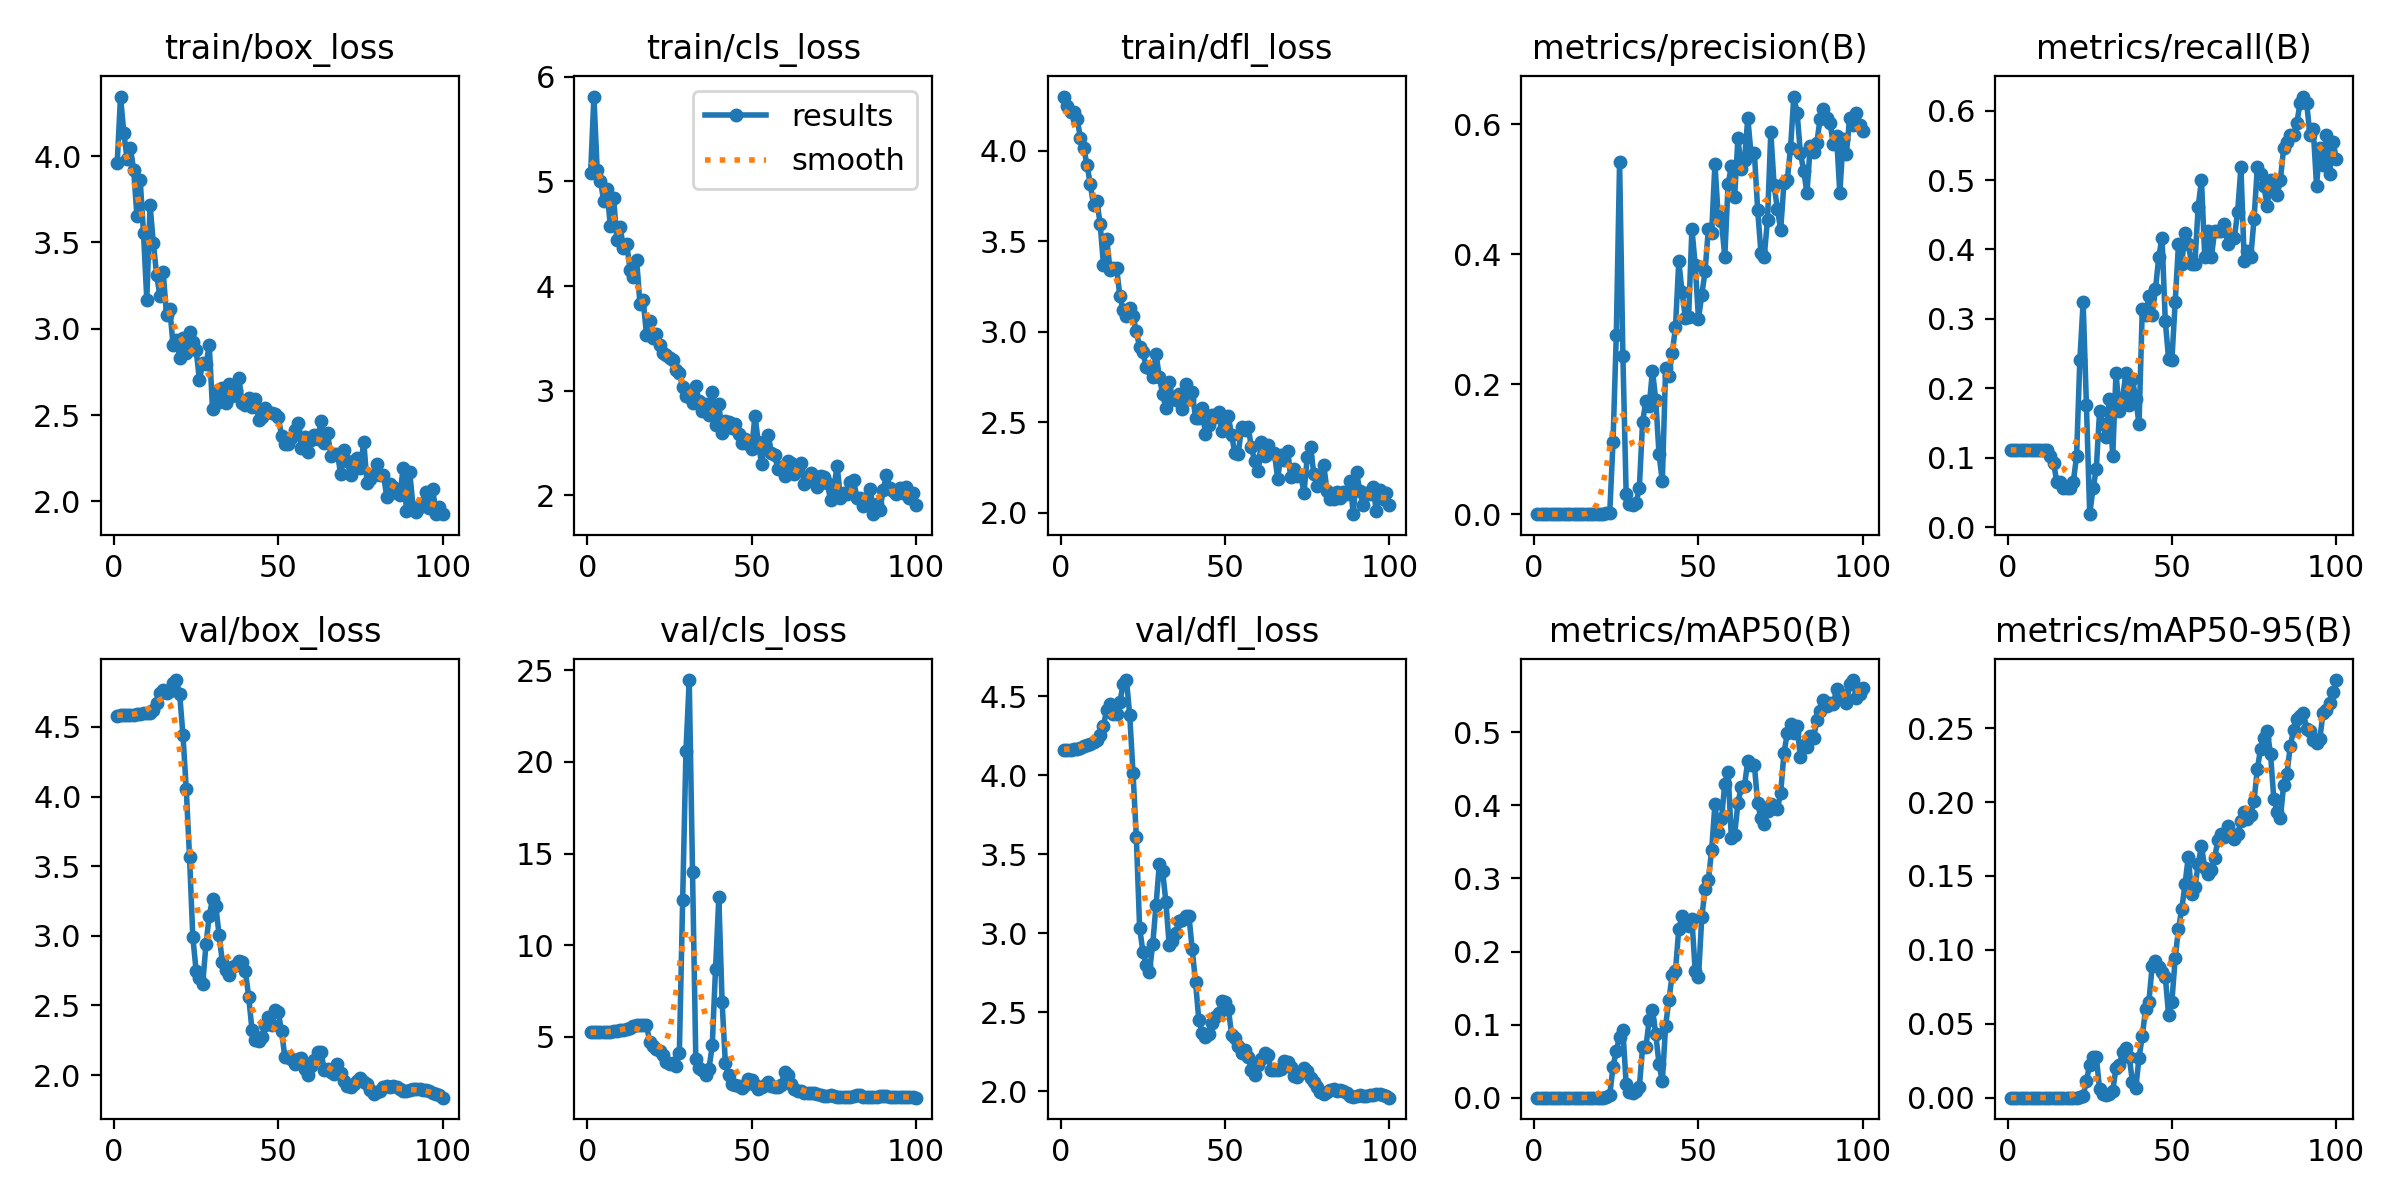 train/box_loss
4.0
3.5
3.0
2.5
2.0
0 50 100
train/cls_loss
results
smooth
6
5
4
3
2
0 50 100
train/dfl_loss
4.0
3.5
3.0
2.5
2.0
0 50 100
metrics/precision(B)
0.6
0.4
0.2
0.0
0 50 100
metrics/recall(B)
0.6
0.5
0.4
0.3
0.2
0.1
0.0
0 50 100
val/box_loss
4.5
4.0
3.5
3.0
2.5
2.0
0 50 100
val/cls_loss
25
20
15
10
5
0 50 100
val/dfl_loss
4.5
4.0
3.5
3.0
2.5
2.0
0 50 100
metrics/mAP50(B)
0.5
0.4
0.3
0.2
0.1
0.0
0 50 100
metrics/mAP50-95(B)
0.25
0.20
0.15
0.10
0.05
0.00
0 50 100